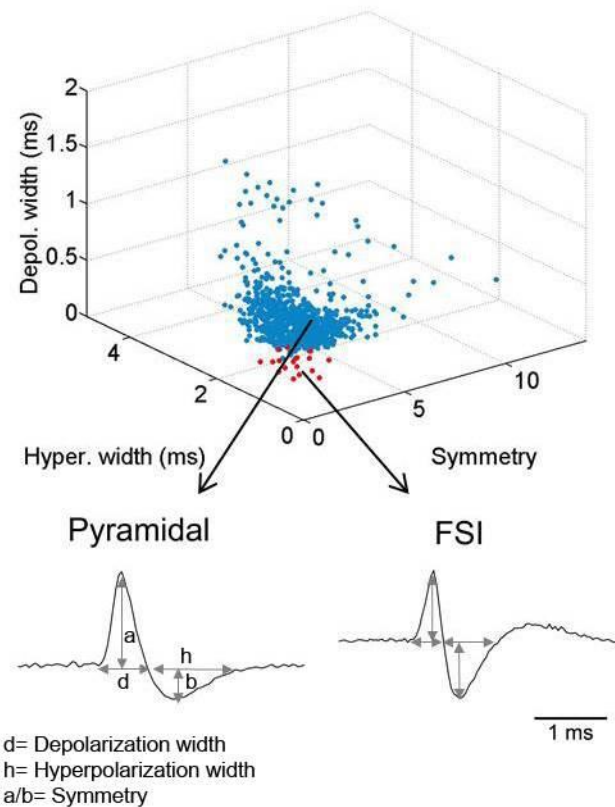 2
1.5
1
0.5
0
Depol. width (ms)
4
2
0
0
5
10
Hyper. width (ms)
Symmetry
Pyramidal
FSI
a
h
d
b
1 ms
d= Depolarization width
h= Hyperpolarization width
a/b= Symmetry